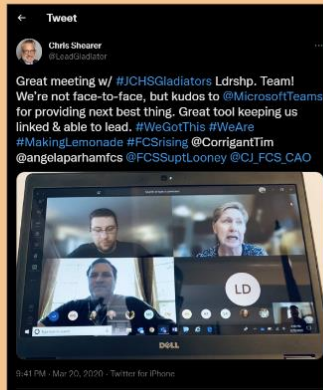 Tweet
Chris Shearer
@LeadGladiator
Great meeting w/ #JCHSGladiators Ldrshp. Team!
We're not face-to-face, but kudos to @MicrosoftTeams
for providing next best thing. Great tool keeping us
linked & able to lead. #WeGotThis #WeAre
#MakingLemonade #FCSrising @CorrigantTim
@angelaparhamfcs @FCSSuptLooney @CJ_FCS_CAO
LD
DELL
9:41 PM · Mar 20, 2020 · Twitter for iPhone